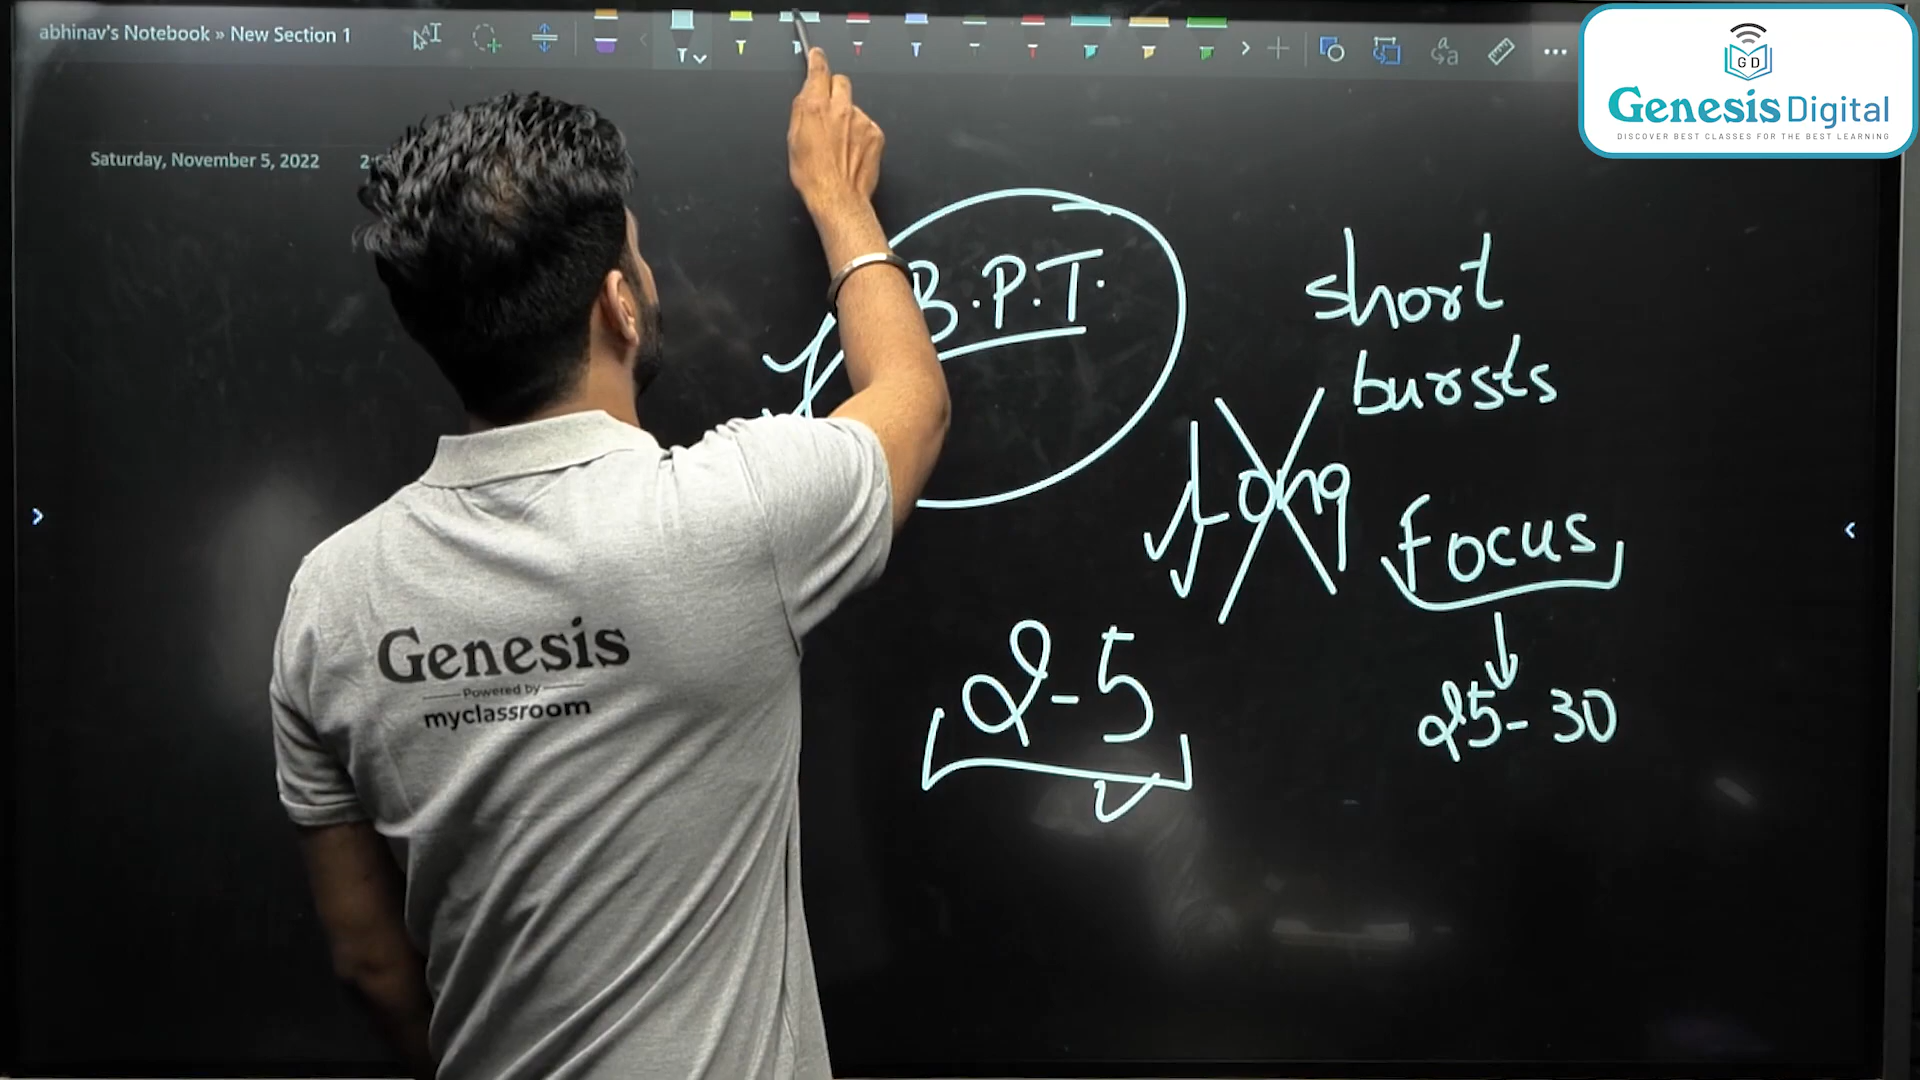 abhinav's Notebook » New Section 1
GD
Genesis Digital
DISCOVER BEST CLASSES FOR THE BEST LEARNING
Saturday, November 5, 2022
B.P.T.
short
bursts
Long
Focus
2-5
25-30
Genesis
Powered by
myclassroom